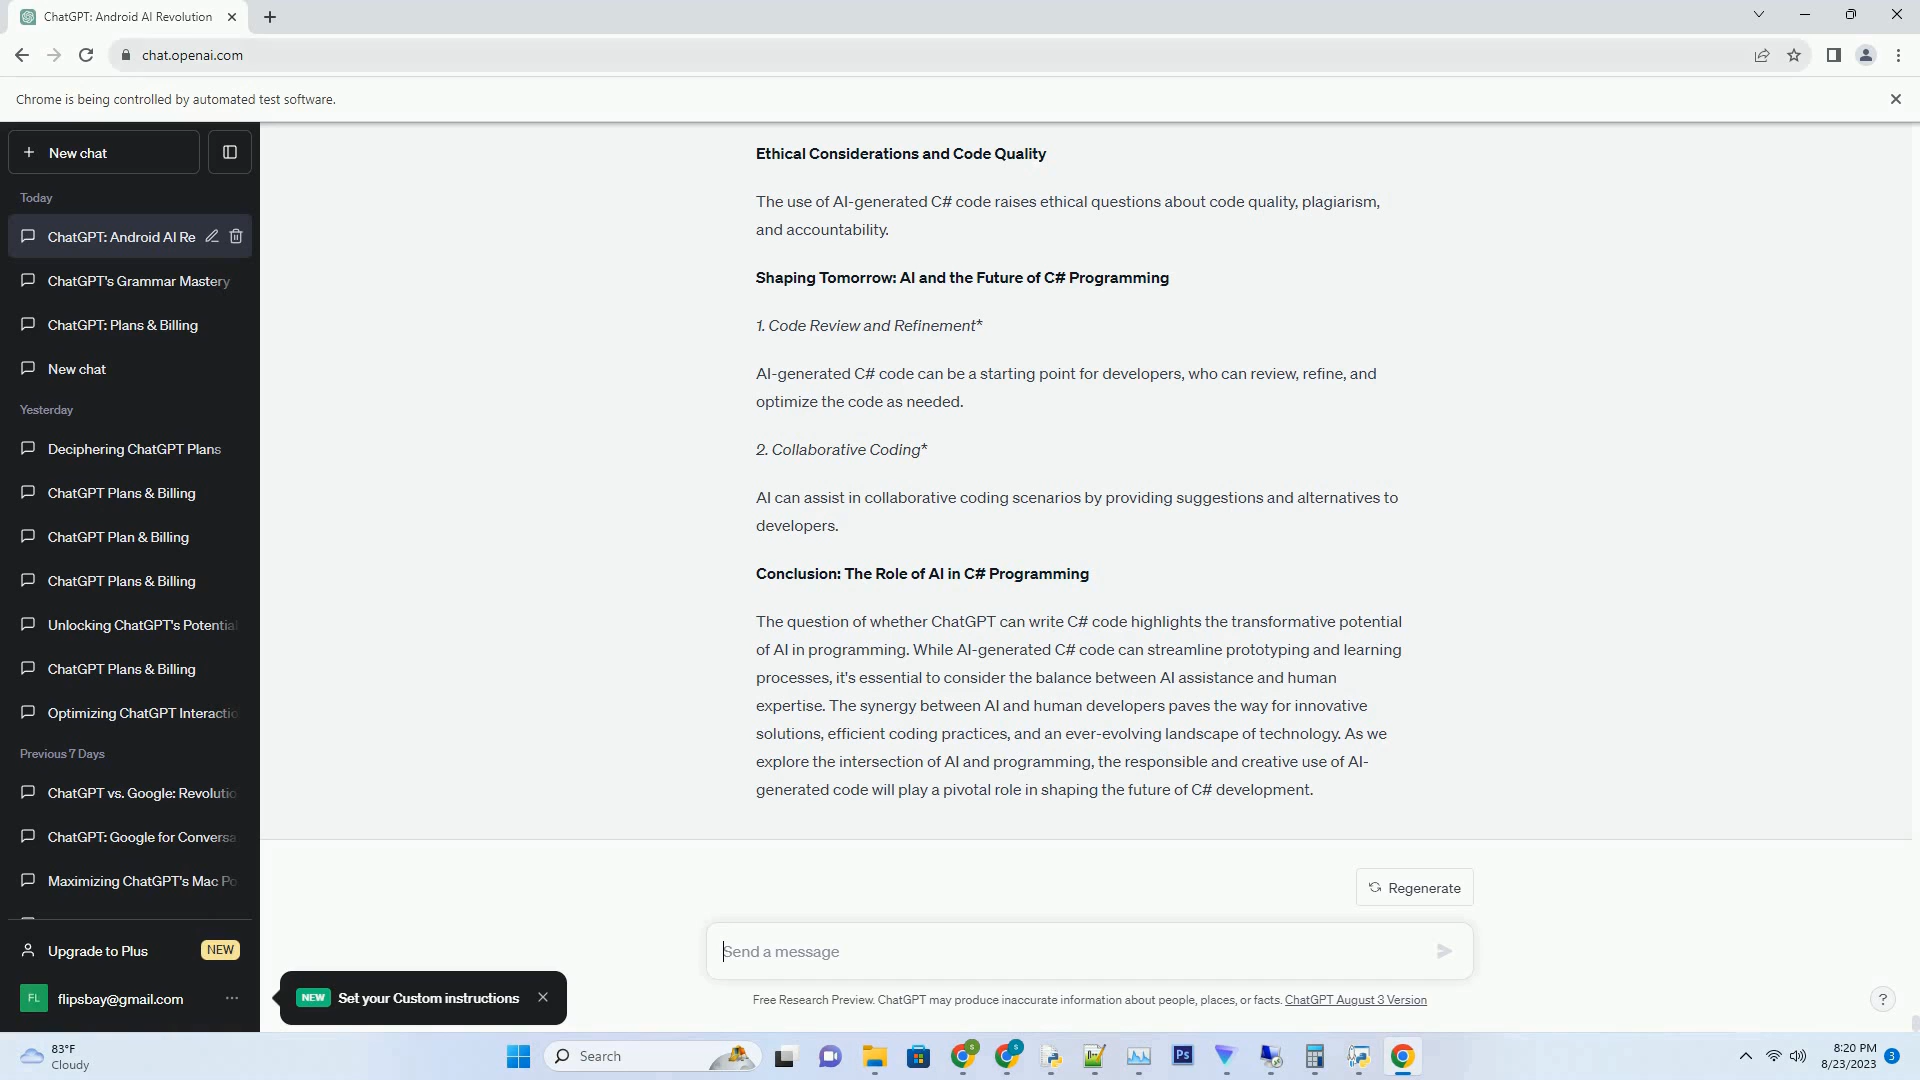 ChatGPT: Android AI Revolution
chat.openai.com
Chrome is being controlled by automated test software.
New chat
Today
ChatGPT: Android AI Re
ChatGPT's Grammar Mastery
ChatGPT: Plans & Billing
New chat
Yesterday
Deciphering ChatGPT Plans
ChatGPT Plans & Billing
ChatGPT Plan & Billing
ChatGPT Plans & Billing
Unlocking ChatGPT's Potential
ChatGPT Plans & Billing
Optimizing ChatGPT Interactio
Previous 7 Days
ChatGPT vs. Google: Revolutio
ChatGPT: Google for Conversa
Maximizing ChatGPT's Mac Po
Upgrade to Plus
NEW
FL
flipsbay@gmail.com
Ethical Considerations and Code Quality
The use of AI-generated C# code raises ethical questions about code quality, plagiarism,
and accountability.
Shaping Tomorrow: AI and the Future of C# Programming
1. Code Review and Refinement*
AI-generated C# code can be a starting point for developers, who can review, refine, and
optimize the code as needed.
2. Collaborative Coding*
AI can assist in collaborative coding scenarios by providing suggestions and alternatives to
developers.
Conclusion: The Role of AI in C# Programming
The question of whether ChatGPT can write C# code highlights the transformative potential
of AI in programming. While AI-generated C# code can streamline prototyping and learning
processes, it's essential to consider the balance between AI assistance and human
expertise. The synergy between AI and human developers paves the way for innovative
solutions, efficient coding practices, and an ever-evolving landscape of technology. As we
explore the intersection of AI and programming, the responsible and creative use of AI-
generated code will play a pivotal role in shaping the future of C# development.
Regenerate
Send a message
NEW Set your Custom instructions
Free Research Preview. ChatGPT may produce inaccurate information about people, places, or facts. ChatGPT August 3 Version
?
83°F
Cloudy
Search
S
S
Ps
8:20 PM
8/23/2023
3